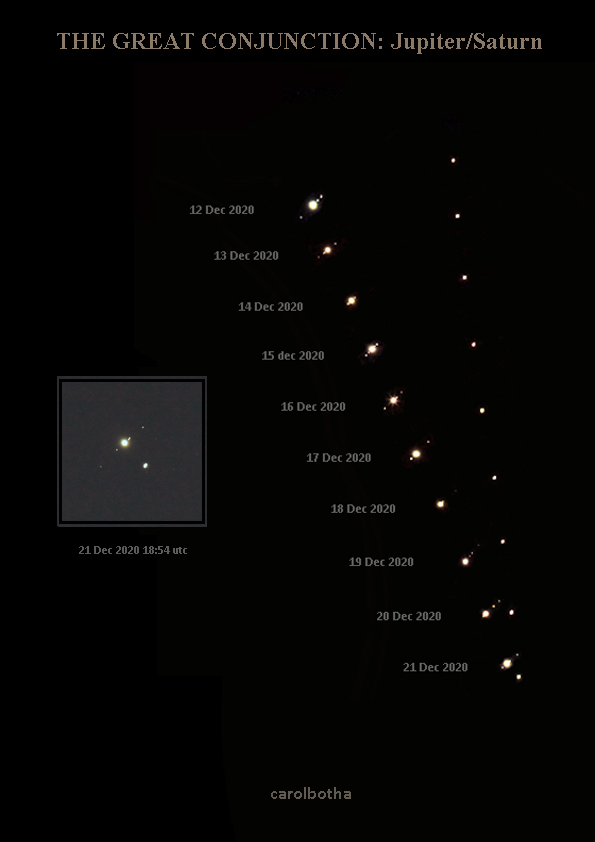 THE GREAT CONJUNCTION: Jupiter/Saturn
12 Dec 2020
13 Dec 2020
14 Dec 2020
15 dec 2020
16 Dec 2020
17 Dec 2020
18 Dec 2020
21 Dec 2020 18:54 utc
19 Dec 2020
20 Dec 2020
21 Dec 2020
carolbotha